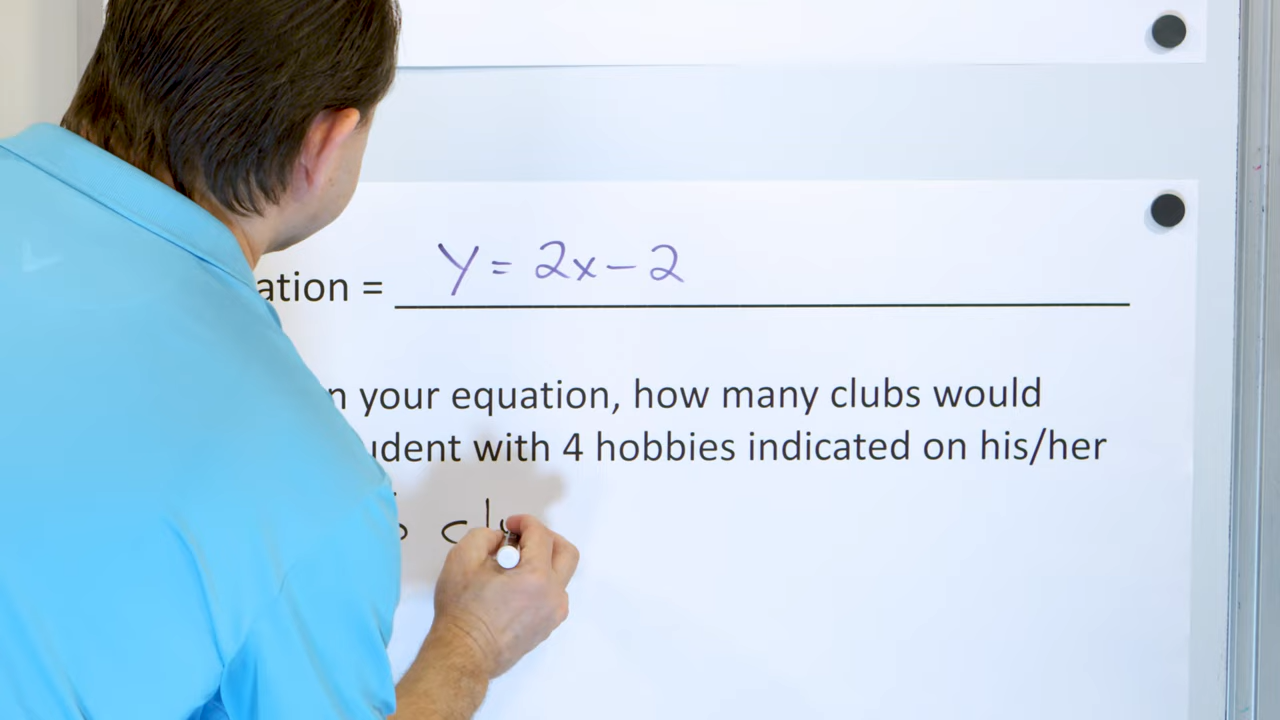 ation = y = 2x - 2
n your equation, how many clubs would
udent with 4 hobbies indicated on his/her